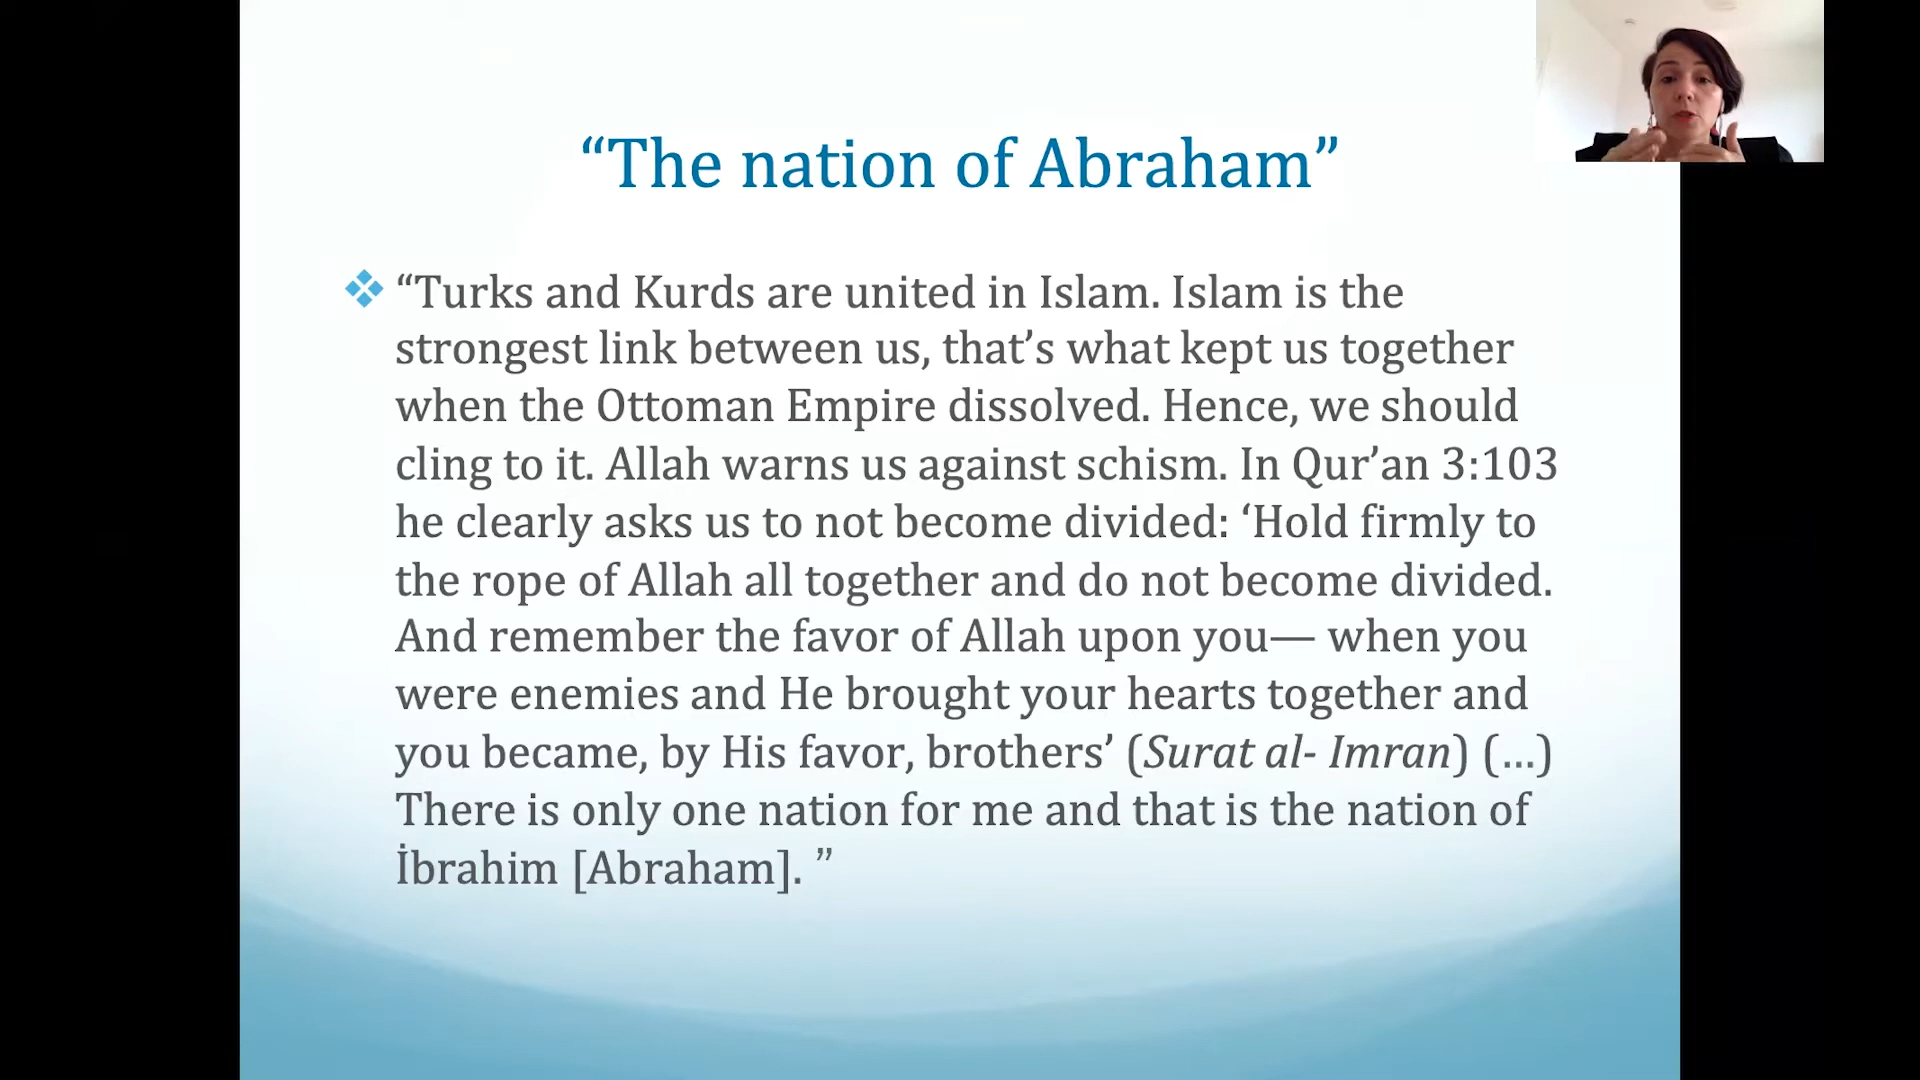 “The nation of Abraham”
“Turks and Kurds are united in Islam. Islam is the
strongest link between us, that’s what kept us together
when the Ottoman Empire dissolved. Hence, we should
cling to it. Allah warns us against schism. In Qur’an 3:103
he clearly asks us to not become divided: ‘Hold firmly to
the rope of Allah all together and do not become divided.
And remember the favor of Allah upon you— when you
were enemies and He brought your hearts together and
you became, by His favor, brothers’ (Surat al- Imran) (…)
There is only one nation for me and that is the nation of
İbrahim [Abraham]. ”